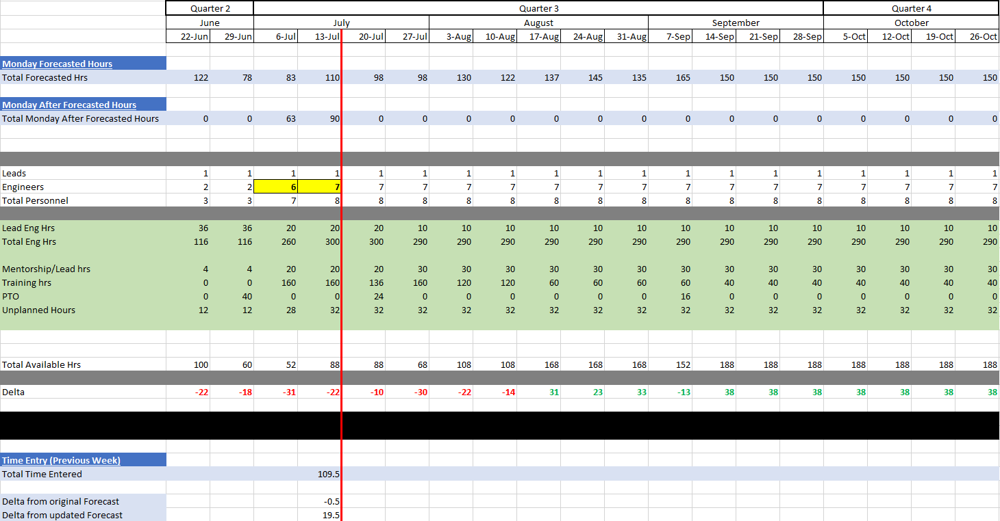 Quarter 2 Quarter 3 Quarter 4
June July August September October
22-Jun 29-Jun 6-Jul 13-Jul 20-Jul 27-Jul 3-Aug 10-Aug 17-Aug 24-Aug 31-Aug 7-Sep 14-Sep 21-Sep 28-Sep 5-Oct 12-Oct 19-Oct 26-Oct
Monday Forecasted Hours
Total Forecasted Hrs 122 78 83 110 98 98 130 122 137 145 135 165 150 150 150 150 150 150 150
Monday After Forecasted Hours
Total Monday After Forecasted Hours 0 0 63 90 0 0 0 0 0 0 0 0 0 0 0 0 0 0 0
Leads 1 1 1 1 1 1 1 1 1 1 1 1 1 1 1 1 1 1 1
Engineers 2 2 6 7 7 7 7 7 7 7 7 7 7 7 7 7 7 7 7
Total Personnel 3 3 7 8 8 8 8 8 8 8 8 8 8 8 8 8 8 8 8
Lead Eng Hrs 36 36 20 20 20 10 10 10 10 10 10 10 10 10 10 10 10 10 10
Total Eng Hrs 116 116 260 300 300 290 290 290 290 290 290 290 290 290 290 290 290 290 290
Mentorship/Lead hrs 4 4 20 20 20 30 30 30 30 30 30 30 30 30 30 30 30 30 30
Training hrs 0 0 160 160 136 160 120 120 60 60 60 60 40 40 40 40 40 40 40
PTO 0 40 0 0 24 0 0 0 0 0 0 16 0 0 0 0 0 0 0
Unplanned Hours 12 12 28 32 32 32 32 32 32 32 32 32 32 32 32 32 32 32 32
Total Available Hrs 100 60 52 88 88 68 108 108 168 168 168 152 188 188 188 188 188 188 188
Delta -22 -18 -31 -22 -10 -30 -22 -14 31 23 33 -13 38 38 38 38 38 38 38
Time Entry (Previous Week)
Total Time Entered 109.5
Delta from original Forecast -0.5
Delta from updated Forecast 19.5